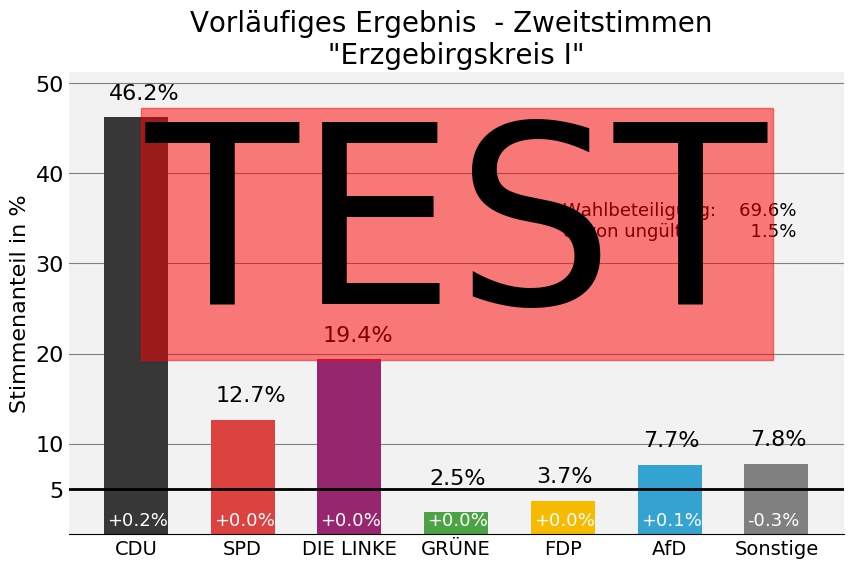 Vorläufiges Ergebnis - Zweitstimmen
"Erzgebirgskreis I"
Stimmenanteil in %
50
40
30
20
10
5
46.2%
12.7%
19.4%
2.5%
3.7%
7.7%
7.8%
TEST
Wahlbeteiligung: 69.6%
1.5%
+0.2%
+0.0%
+0.0%
+0.0%
+0.0%
+0.1%
-0.3%
CDU
SPD
DIE LINKE
GRÜNE
FDP
AfD
Sonstige